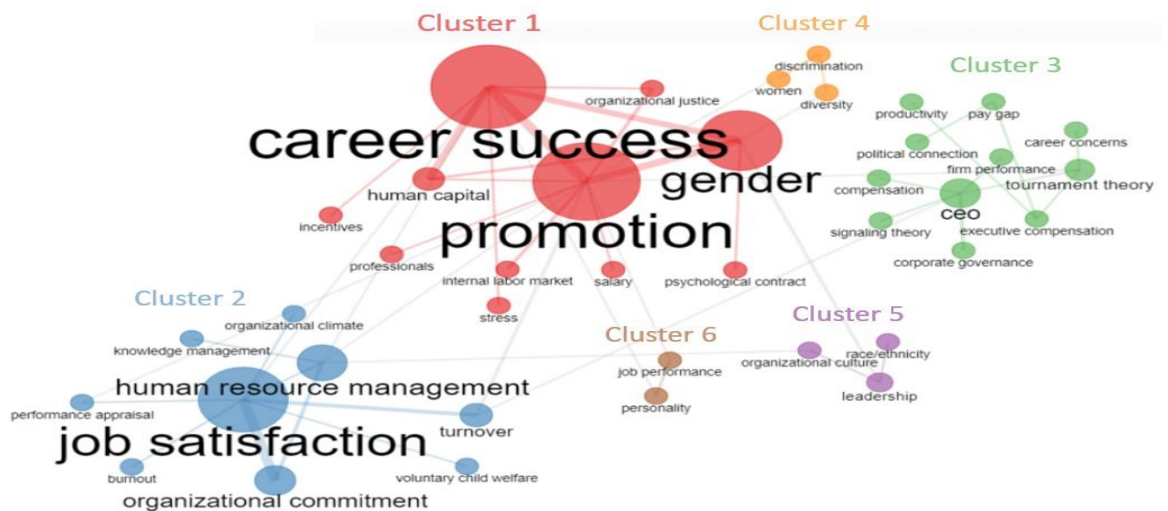 Cluster 1
career success
organizational justice
gender
human capital
promotion
incentives
professionals
internal labor market
salary
psychological contract
stress
Cluster 4
discrimination
women
diversity
Cluster 3
productivity
pay gap
career concerns
political connection
firm performance
compensation
tournament theory
ceo
signaling theory
executive compensation
corporate governance
Cluster 2
organizational climate
knowledge management
human resource management
performance appraisal
job satisfaction
turnover
burnout
voluntary child welfare
organizational commitment
Cluster 6
job performance
personality
Cluster 5
race/ethnicity
organizational culture
leadership